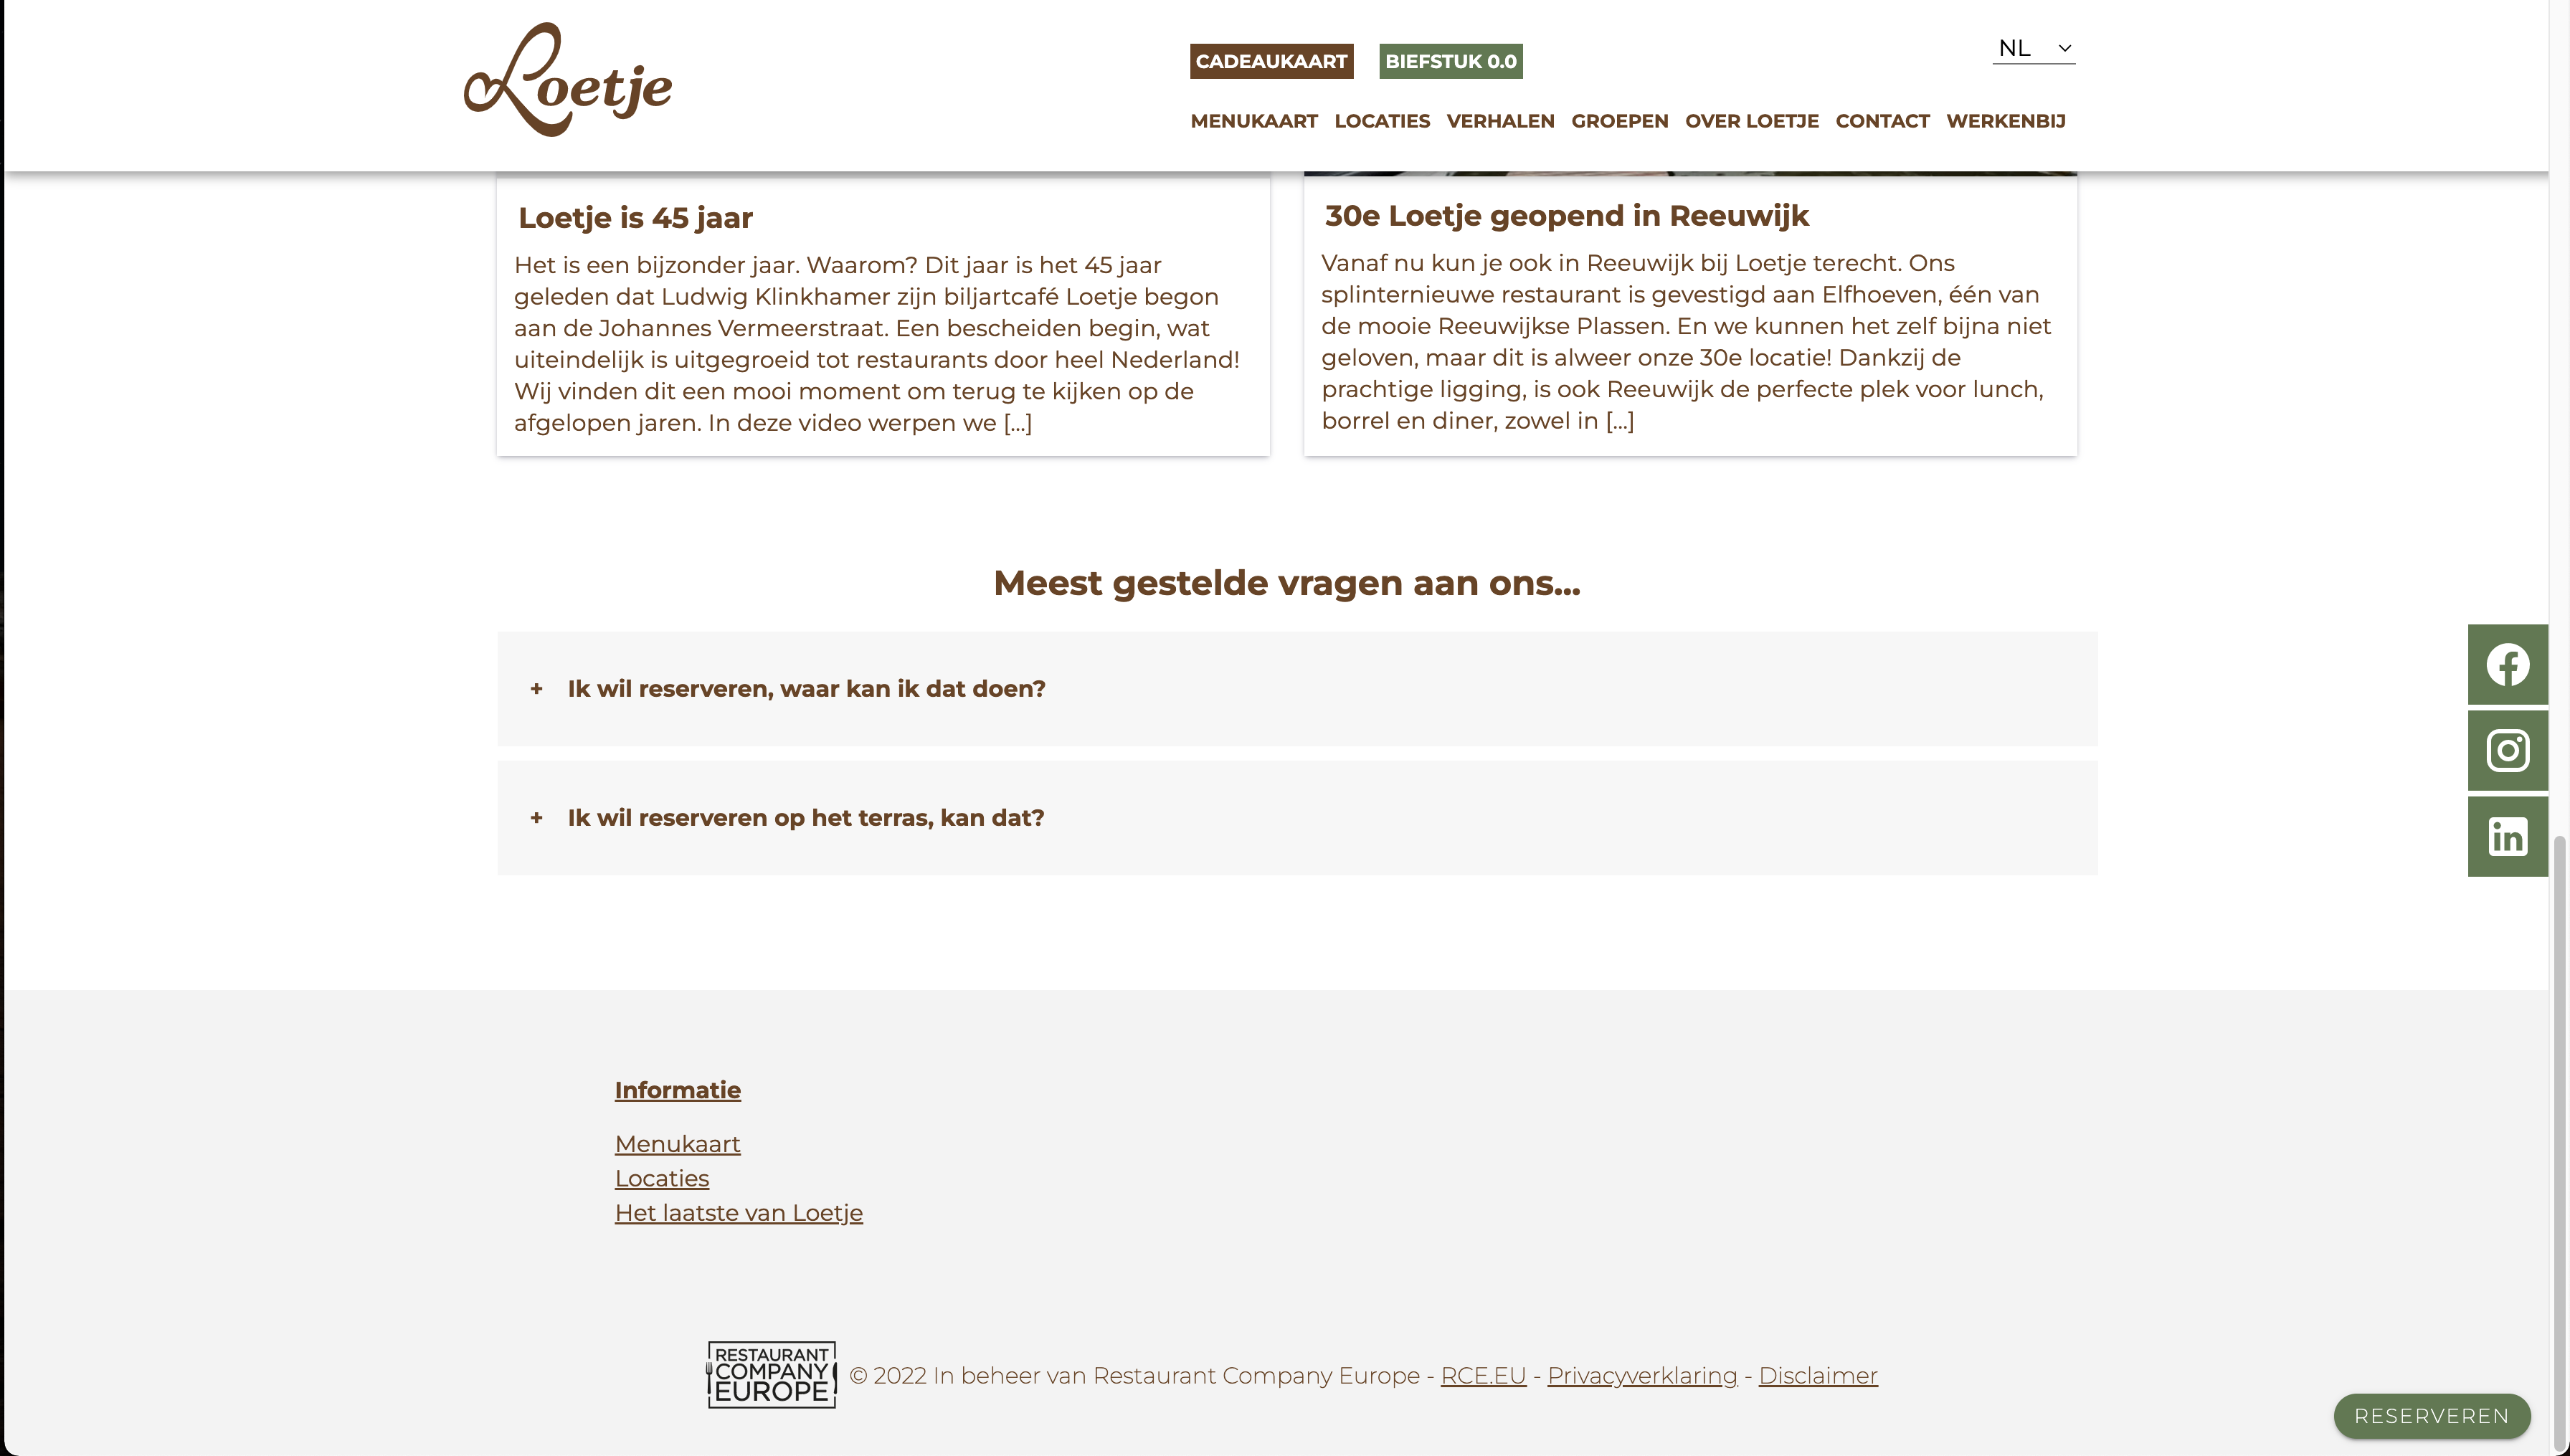 Loetje
CADEAUKAART BIEFSTUK 0.0
NL
MENUKAART LOCATIES VERHALEN GROEPEN OVER LOETJE CONTACT WERKENBIJ
Loetje is 45 jaar
Het is een bijzonder jaar. Waarom? Dit jaar is het 45 jaar
geleden dat Ludwig Klinkhamer zijn biljartcafé Loetje begon
aan de Johannes Vermeerstraat. Een bescheiden begin, wat
uiteindelijk is uitgegroeid tot restaurants door heel Nederland!
Wij vinden dit een mooi moment om terug te kijken op de
afgelopen jaren. In deze video werpen we [...]
30e Loetje geopend in Reeuwijk
Vanaf nu kun je ook in Reeuwijk bij Loetje terecht. Ons
splinternieuwe restaurant is gevestigd aan Elfhoeven, één van
de mooie Reeuwijkse Plassen. En we kunnen het zelf bijna niet
geloven, maar dit is alweer onze 30e locatie! Dankzij de
prachtige ligging, is ook Reeuwijk de perfecte plek voor lunch,
borrel en diner, zowel in [...]
Meest gestelde vragen aan ons...
+ Ik wil reserveren, waar kan ik dat doen?
+ Ik wil reserveren op het terras, kan dat?
Informatie
Menukaart
Locaties
Het laatste van Loetje
RESTAURANT
COMPANY
EUROPE
© 2022 In beheer van Restaurant Company Europe - RCE.EU - Privacyverklaring - Disclaimer
RESERVEREN